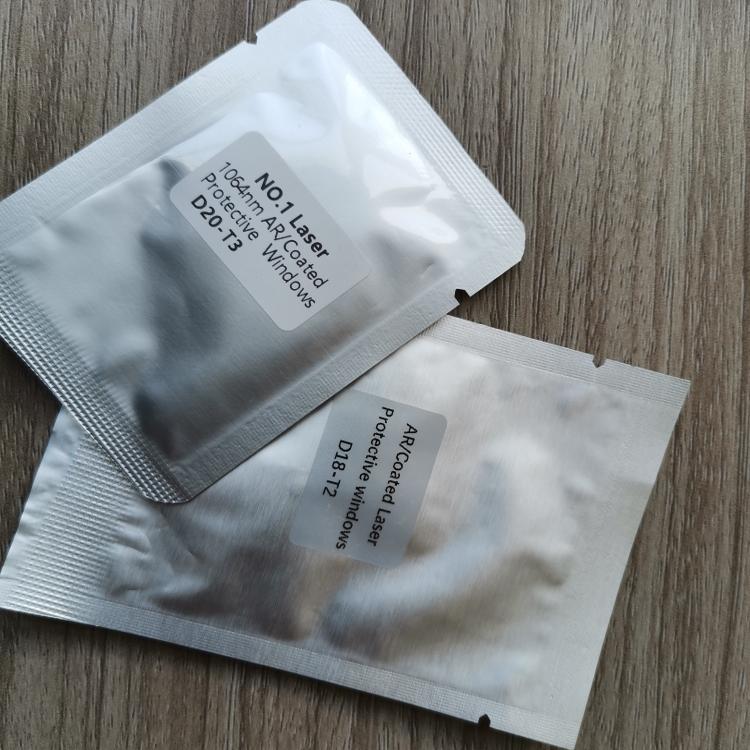 NO.1 Laser
1064nm AR/Coated
Protective Windows
D20-T3
AR/Coated Laser
Protective windows
D18-T2